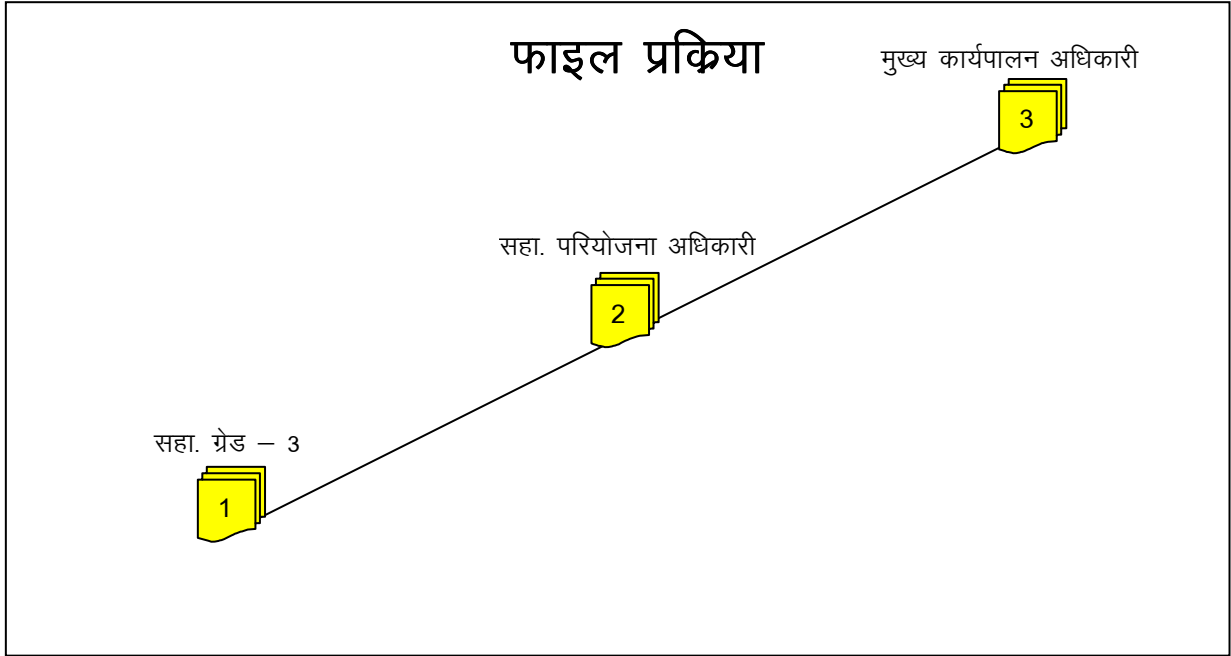 फाइल प्रक्रिया
मुख्य कार्यपालन अधिकारी
3
सहा. परियोजना अधिकारी
2
सहा. ग्रेड – 3
1